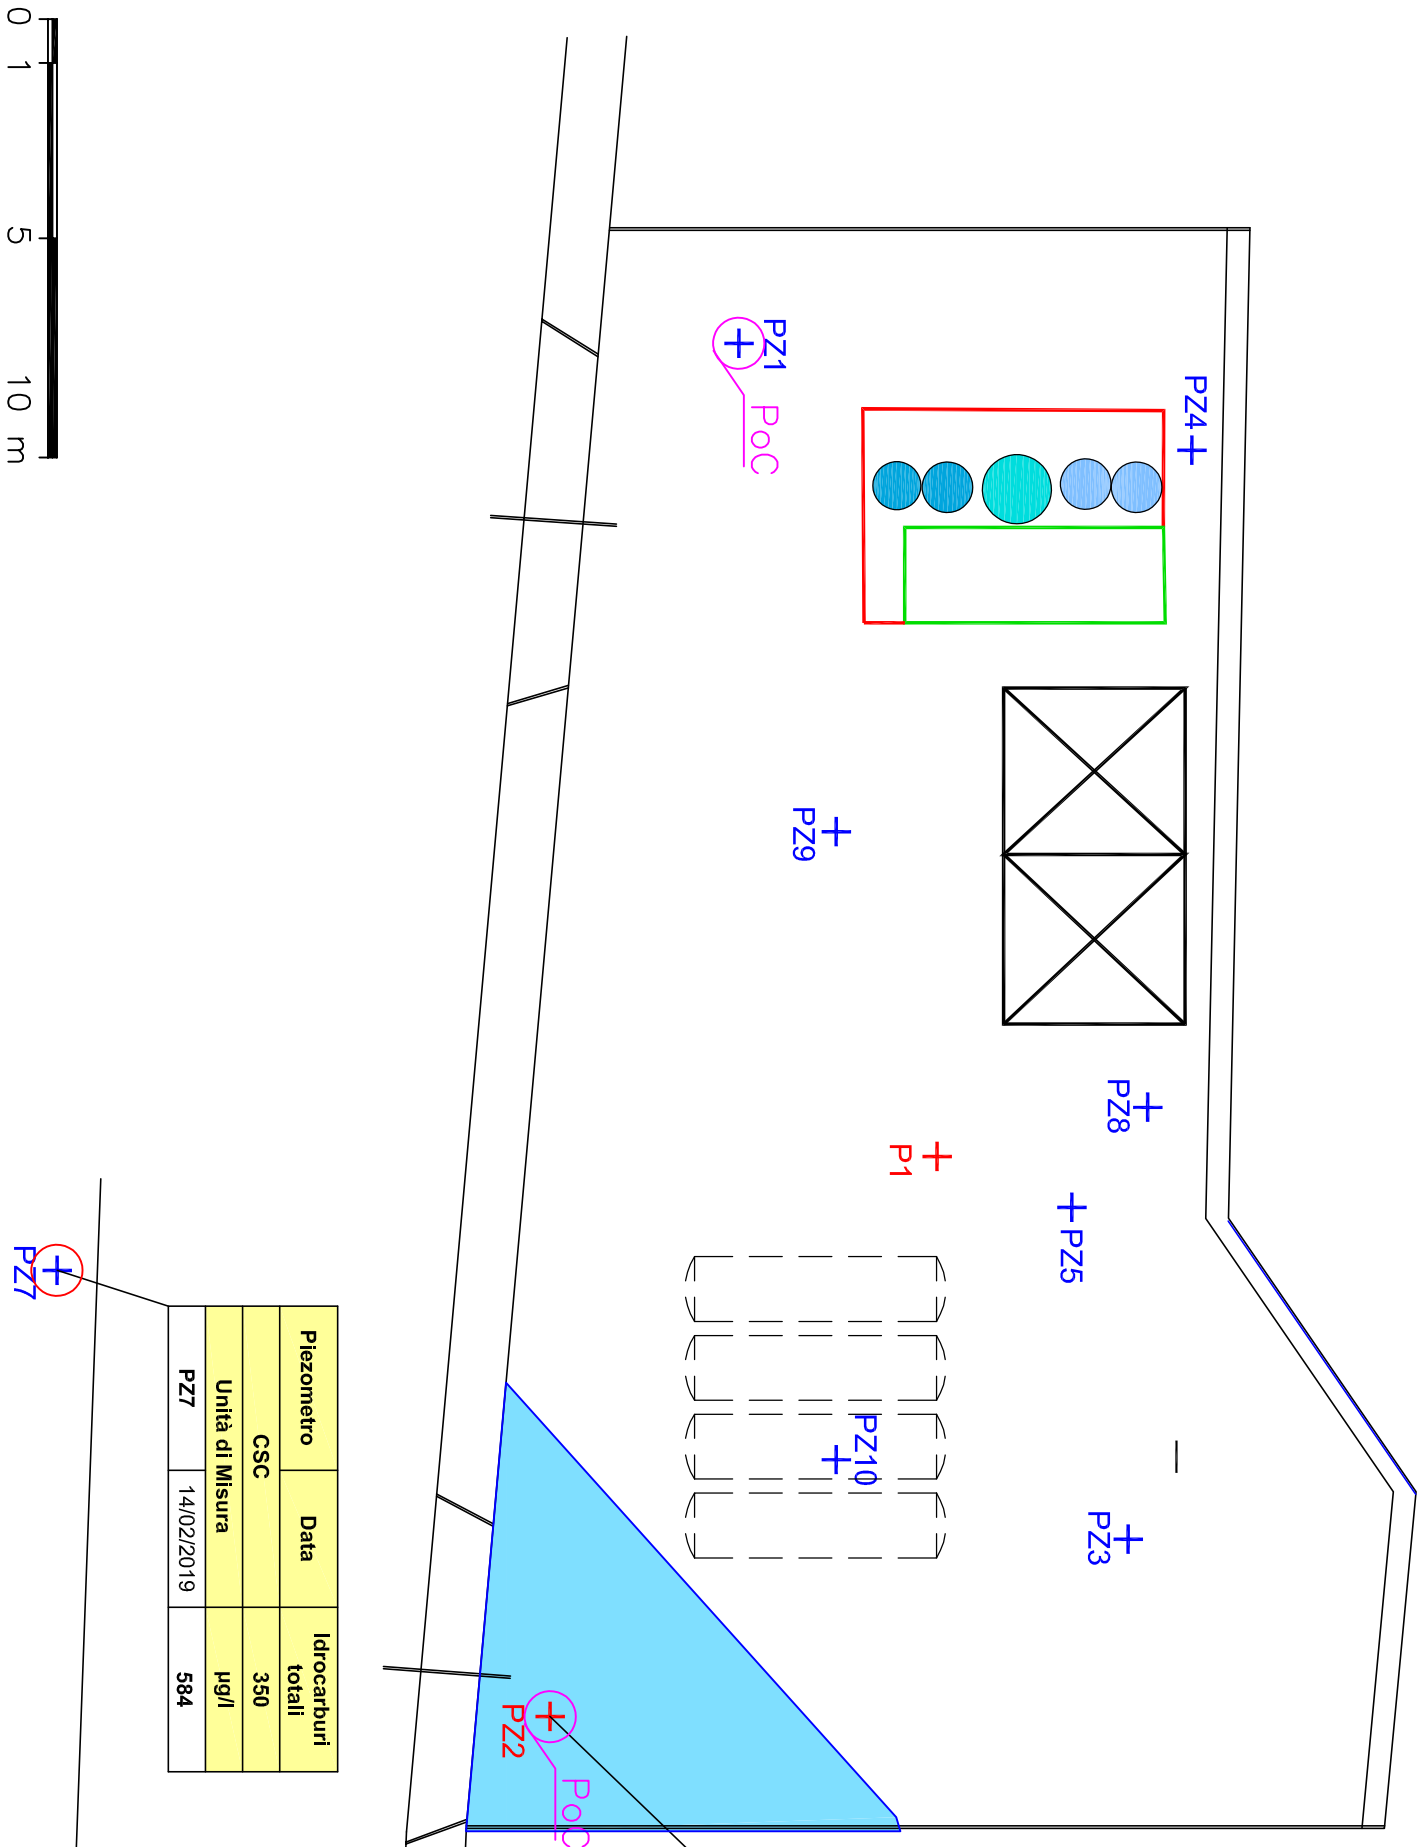 0 1 5 10 m
PZ4
PZ1
PoC
PZ9
PZ8
P1
PZ5
PZ10
PZ3
PZ7
PZ2
PoC
Piezometro Data Idrocarburi totali
CSC 350
Unità di Misura µg/l
PZ7 14/02/2019 584